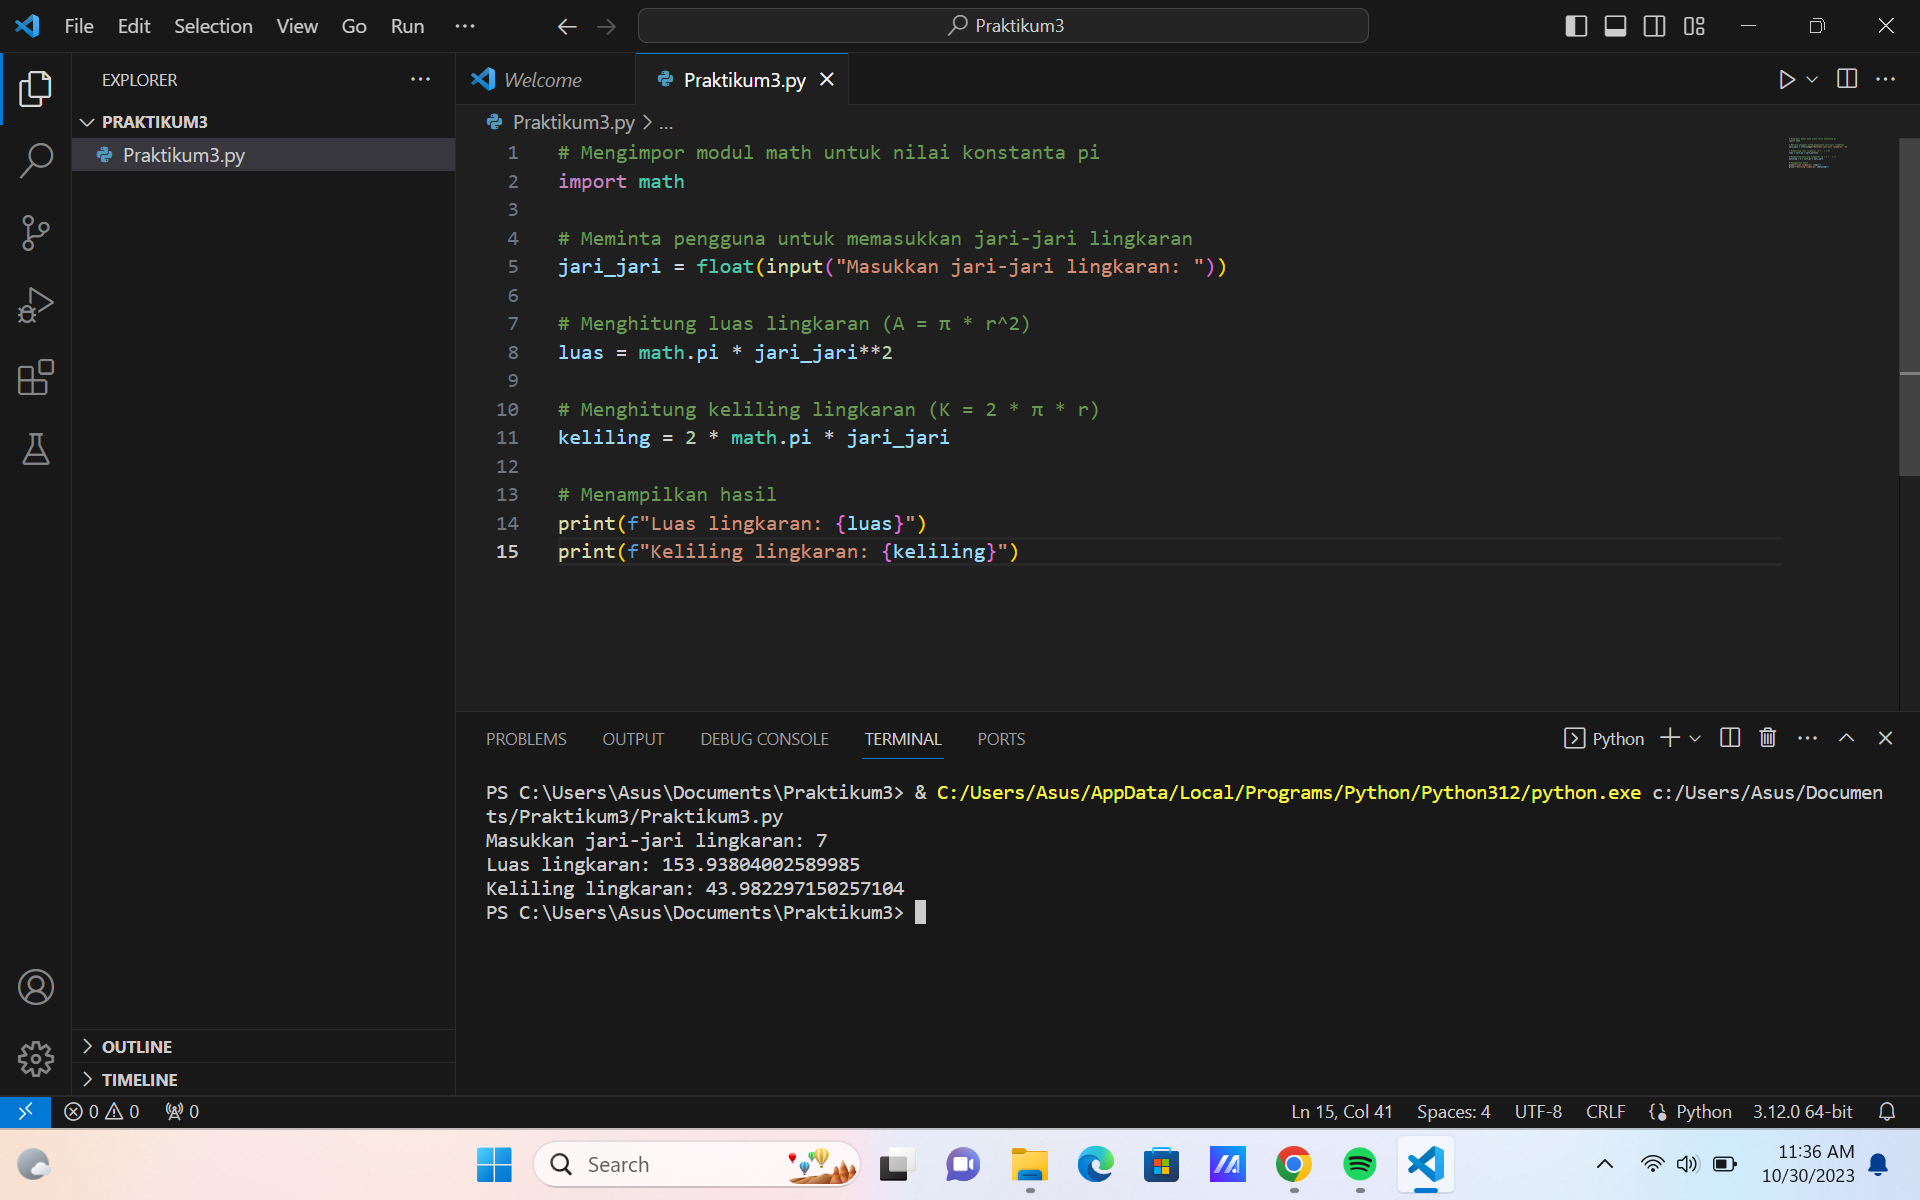 File Edit Selection View Go Run ···
Praktikum3
EXPLORER ···
PRAKTIKUM3
Praktikum3.py
OUTLINE
TIMELINE
Welcome Praktikum3.py
Praktikum3.py > ...
1 # Mengimpor modul math untuk nilai konstanta pi
2 import math
3
4 # Meminta pengguna untuk memasukkan jari-jari lingkaran
5 jari_jari = float(input("Masukkan jari-jari lingkaran: "))
6
7 # Menghitung luas lingkaran (A = π * r^2)
8 luas = math.pi * jari_jari**2
9
10 # Menghitung keliling lingkaran (K = 2 * π * r)
11 keliling = 2 * math.pi * jari_jari
12
13 # Menampilkan hasil
14 print(f"Luas lingkaran: {luas}")
15 print(f"Keliling lingkaran: {keliling}")
PROBLEMS OUTPUT DEBUG CONSOLE TERMINAL PORTS
Python
PS C:\Users\Asus\Documents\Praktikum3> & C:/Users/Asus/AppData/Local/Programs/Python/Python312/python.exe c:/Users/Asus/Documen
ts/Praktikum3/Praktikum3.py
Masukkan jari-jari lingkaran: 7
Luas lingkaran: 153.93804002589985
Keliling lingkaran: 43.982297150257104
PS C:\Users\Asus\Documents\Praktikum3>
0 0 0
Ln 15, Col 41 Spaces: 4 UTF-8 CRLF Python 3.12.0 64-bit
Search
11:36 AM
10/30/2023